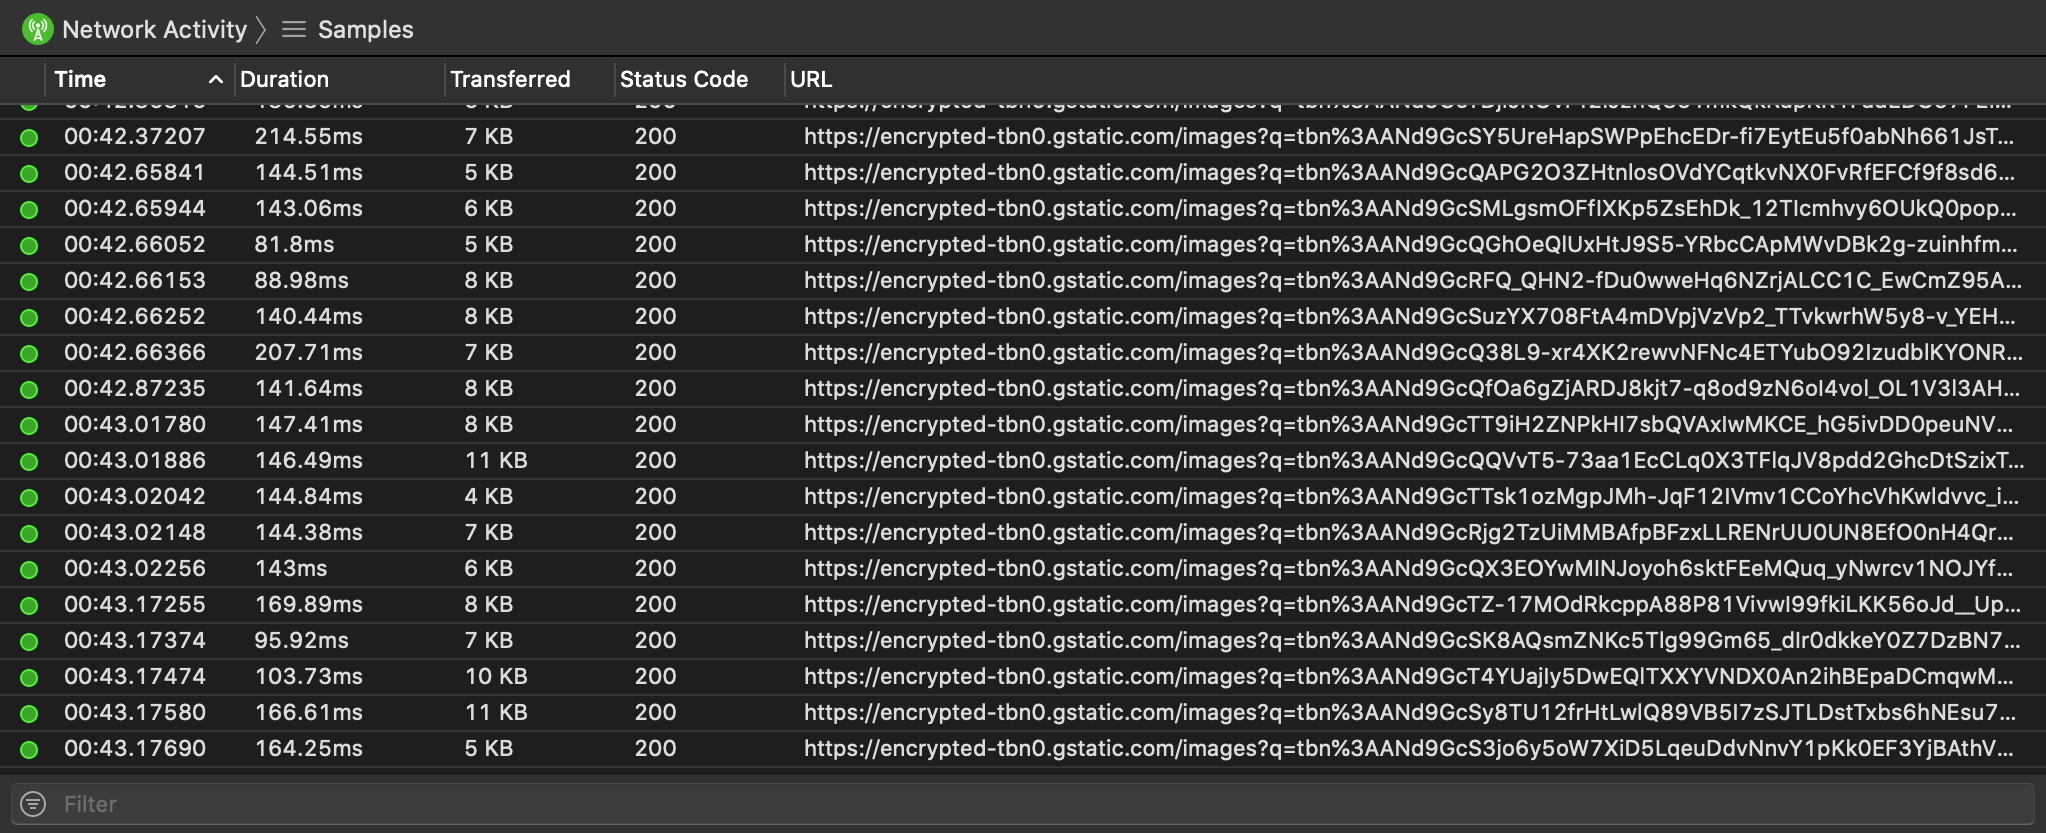 Network Activity Samples
Time Duration Transferred Status Code URL
00:42.37207 214.55ms 7 KB 200 https://encrypted-tbn0.gstatic.com/images?q=tbn%3AANd9GcSY5UreHapSWPpEhcEDr-fi7EytEu5f0abNh661JsT...
00:42.65841 144.51ms 5 KB 200 https://encrypted-tbn0.gstatic.com/images?q=tbn%3AANd9GcQAPG2O3ZHtnlosOVdYCqtkvNX0FvRfEFCf9f8sd6...
00:42.65944 143.06ms 6 KB 200 https://encrypted-tbn0.gstatic.com/images?q=tbn%3AANd9GcSMLgsmOFfIXKp5ZsEhDk_12TIcmhvy6OUkQ0pop...
00:42.66052 81.8ms 5 KB 200 https://encrypted-tbn0.gstatic.com/images?q=tbn%3AANd9GcQGhOeQlUxHtJ9S5-YRbcCApMWvDBk2g-zuinhfm...
00:42.66153 88.98ms 8 KB 200 https://encrypted-tbn0.gstatic.com/images?q=tbn%3AANd9GcRFQ_QHN2-fDu0wweHq6NZrjALCC1C_EwCmZ95A...
00:42.66252 140.44ms 8 KB 200 https://encrypted-tbn0.gstatic.com/images?q=tbn%3AANd9GcSuzYX708FtA4mDVpjVzVp2_TTvkwrhW5y8-v_YEH...
00:42.66366 207.71ms 7 KB 200 https://encrypted-tbn0.gstatic.com/images?q=tbn%3AANd9GcQ38L9-xr4XK2rewvNFNc4ETYubO92IzudblKYONR...
00:42.87235 141.64ms 8 KB 200 https://encrypted-tbn0.gstatic.com/images?q=tbn%3AANd9GcQfOa6gZjARDJ8kjt7-q8od9zN6oI4vol_OL1V3l3AH...
00:43.01780 147.41ms 8 KB 200 https://encrypted-tbn0.gstatic.com/images?q=tbn%3AANd9GcTT9iH2ZNPkHI7sbQVAxIwMKCE_hG5ivDD0peuNV...
00:43.01886 146.49ms 11 KB 200 https://encrypted-tbn0.gstatic.com/images?q=tbn%3AANd9GcQQVvT5-73aa1EcCLq0X3TFlqJV8pdd2GhcDtSzixT...
00:43.02042 144.84ms 4 KB 200 https://encrypted-tbn0.gstatic.com/images?q=tbn%3AANd9GcTTsk1ozMgpJMh-JqF12IVmv1CCoYhcVhKwldvvc_i...
00:43.02148 144.38ms 7 KB 200 https://encrypted-tbn0.gstatic.com/images?q=tbn%3AANd9GcRjg2TzUiMMBAfpBFzxLLRENrUU0UN8EfO0nH4Qr...
00:43.02256 143ms 6 KB 200 https://encrypted-tbn0.gstatic.com/images?q=tbn%3AANd9GcQX3EOYwMINJoyoh6sktFEeMQuq_yNwrcv1NOJYf...
00:43.17255 169.89ms 8 KB 200 https://encrypted-tbn0.gstatic.com/images?q=tbn%3AANd9GcTZ-17MOdRkcppA88P81VivwI99fkiLKK56oJd__Up...
00:43.17374 95.92ms 7 KB 200 https://encrypted-tbn0.gstatic.com/images?q=tbn%3AANd9GcSK8AQsmZNKc5Tlg99Gm65_dIr0dkkeY0Z7DzBN7...
00:43.17474 103.73ms 10 KB 200 https://encrypted-tbn0.gstatic.com/images?q=tbn%3AANd9GcT4YUajIy5DwEQlTXXYVNDX0An2ihBEpaDCmqwM...
00:43.17580 166.61ms 11 KB 200 https://encrypted-tbn0.gstatic.com/images?q=tbn%3AANd9GcSy8TU12frHtLwlQ89VB5I7zSJTLDstTxbs6hNEsu7...
00:43.17690 164.25ms 5 KB 200 https://encrypted-tbn0.gstatic.com/images?q=tbn%3AANd9GcS3jo6y5oW7XiD5LqeuDdvNnvY1pKk0EF3YjBAthV...
Filter